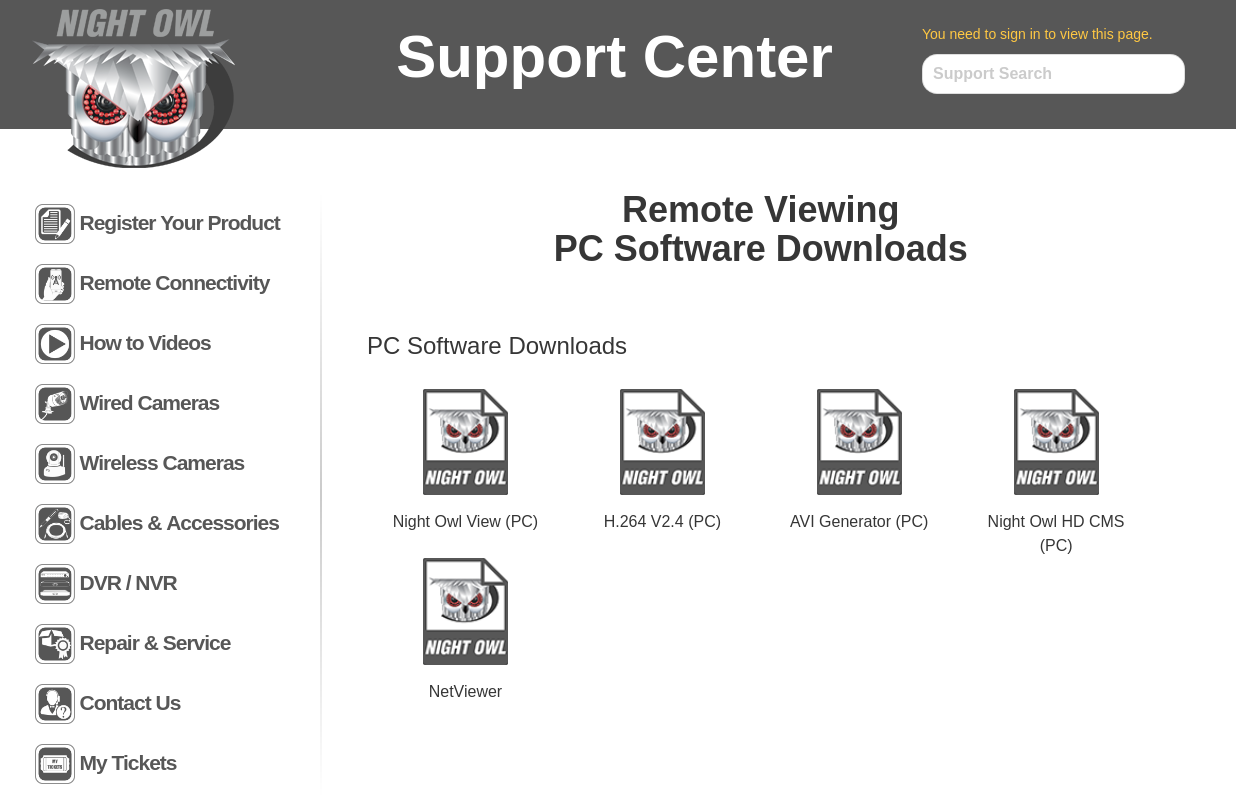 NIGHT OWL
Support Center
You need to sign in to view this page.
Support Search
Register Your Product
Remote Connectivity
How to Videos
Wired Cameras
Wireless Cameras
Cables & Accessories
DVR / NVR
Repair & Service
Contact Us
MY
TICKETS
My Tickets
Remote Viewing
PC Software Downloads
PC Software Downloads
NIGHT OWL
NIGHT OWL
NIGHT OWL
NIGHT OWL
Night Owl View (PC)
H.264 V2.4 (PC)
AVI Generator (PC)
Night Owl HD CMS
(PC)
NIGHT OWL
NetViewer